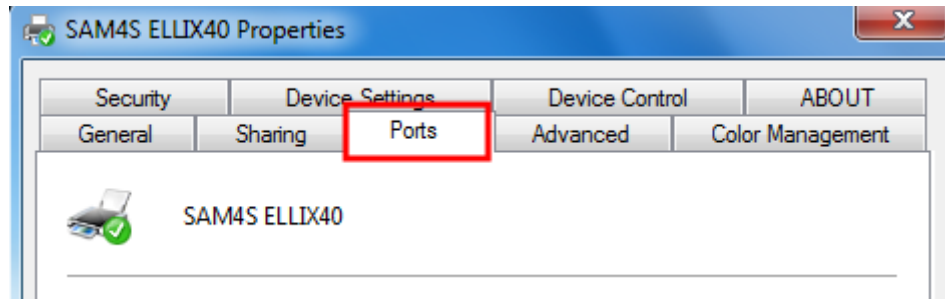 SAM4S ELLIX40 Properties
Security Device Settings Device Control ABOUT
General Sharing Ports Advanced Color Management
SAM4S ELLIX40